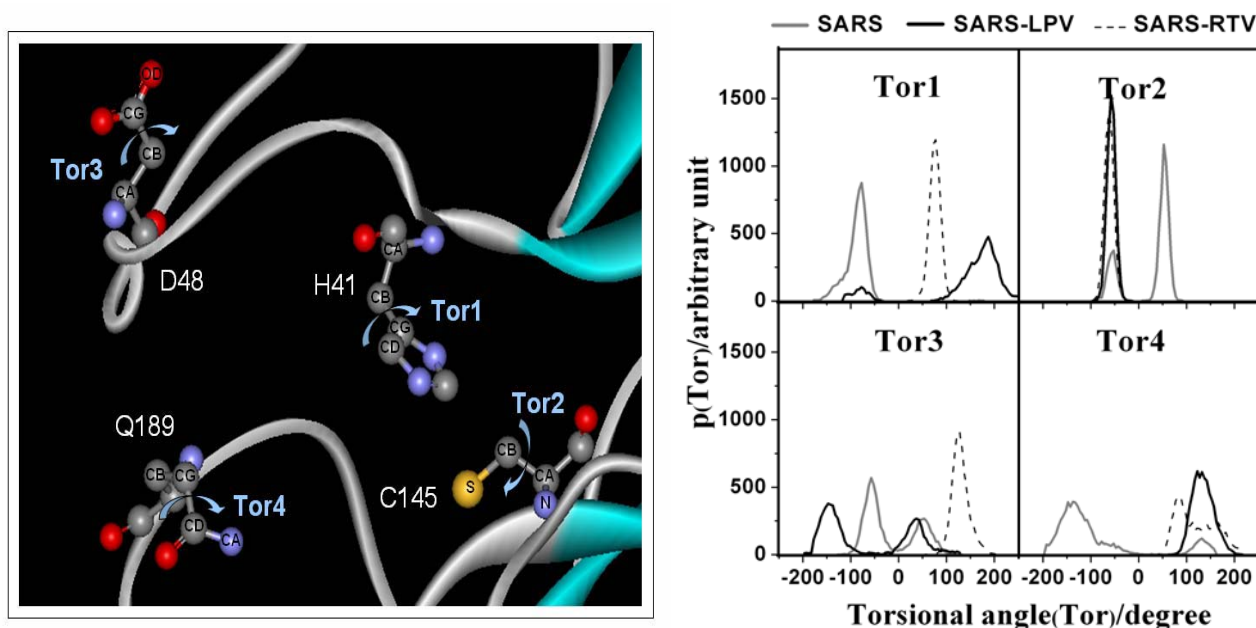 OD
CG
CB
Tor3
CA
D48
H41
CA
CB
Tor1
CG
CD
Q189
CB
CG
Tor4
CD
CA
Tor2
CB
C145
S
CA
N
SARS SARS-LPV SARS-RTV
Tor1 Tor2
1500
1000
500
0
Tor3 Tor4
1500
1000
500
0
p(Tor)/arbitrary unit
-200 -100 0 100 200 -200 -100 0 100 200
Torsional angle(Tor)/degree